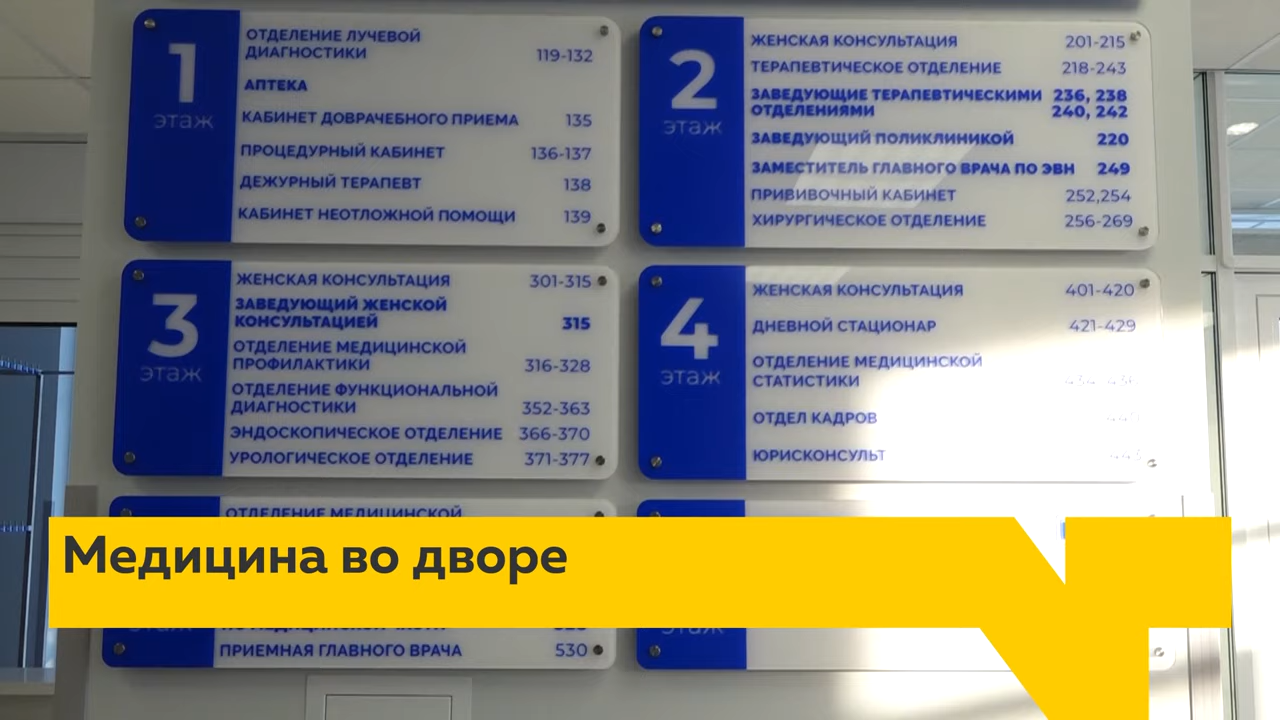 1
этаж
ОТДЕЛЕНИЕ ЛУЧЕВОЙ
ДИАГНОСТИКИ 119-132
АПТЕКА
КАБИНЕТ ДОВРАЧЕБНОГО ПРИЕМА 135
ПРОЦЕДУРНЫЙ КАБИНЕТ 136-137
ДЕЖУРНЫЙ ТЕРАПЕВТ 138
КАБИНЕТ НЕОТЛОЖНОЙ ПОМОЩИ 139
2
этаж
ЖЕНСКАЯ КОНСУЛЬТАЦИЯ 201-215
ТЕРАПЕВТИЧЕСКОЕ ОТДЕЛЕНИЕ 218-243
ЗАВЕДУЮЩИЕ ТЕРАПЕВТИЧЕСКИМИ 236, 238
ОТДЕЛЕНИЯМИ 240, 242
ЗАВЕДУЮЩИЙ ПОЛИКЛИНИКОЙ 220
ЗАМЕСТИТЕЛЬ ГЛАВНОГО ВРАЧА ПО ЭВН 249
ПРИВИВОЧНЫЙ КАБИНЕТ 252,254
ХИРУРГИЧЕСКОЕ ОТДЕЛЕНИЕ 256-269
3
этаж
ЖЕНСКАЯ КОНСУЛЬТАЦИЯ 301-315
ЗАВЕДУЮЩИЙ ЖЕНСКОЙ
КОНСУЛЬТАЦИЕЙ 315
ОТДЕЛЕНИЕ МЕДИЦИНСКОЙ
ПРОФИЛАКТИКИ 316-328
ОТДЕЛЕНИЕ ФУНКЦИОНАЛЬНОЙ
ДИАГНОСТИКИ 352-363
ЭНДОСКОПИЧЕСКОЕ ОТДЕЛЕНИЕ 366-370
УРОЛОГИЧЕСКОЕ ОТДЕЛЕНИЕ 371-377
4
этаж
ЖЕНСКАЯ КОНСУЛЬТАЦИЯ 401-420
ДНЕВНОЙ СТАЦИОНАР 421-429
ОТДЕЛЕНИЕ МЕДИЦИНСКОЙ
СТАТИСТИКИ
ОТДЕЛ КАДРОВ
ЮРИСКОНСУЛЬТ
ОТДЕЛЕНИЕ МЕДИЦИНСКОЙ
Медицина во дворе
этаж
ПРИЕМНАЯ ГЛАВНОГО ВРАЧА 530
этаж